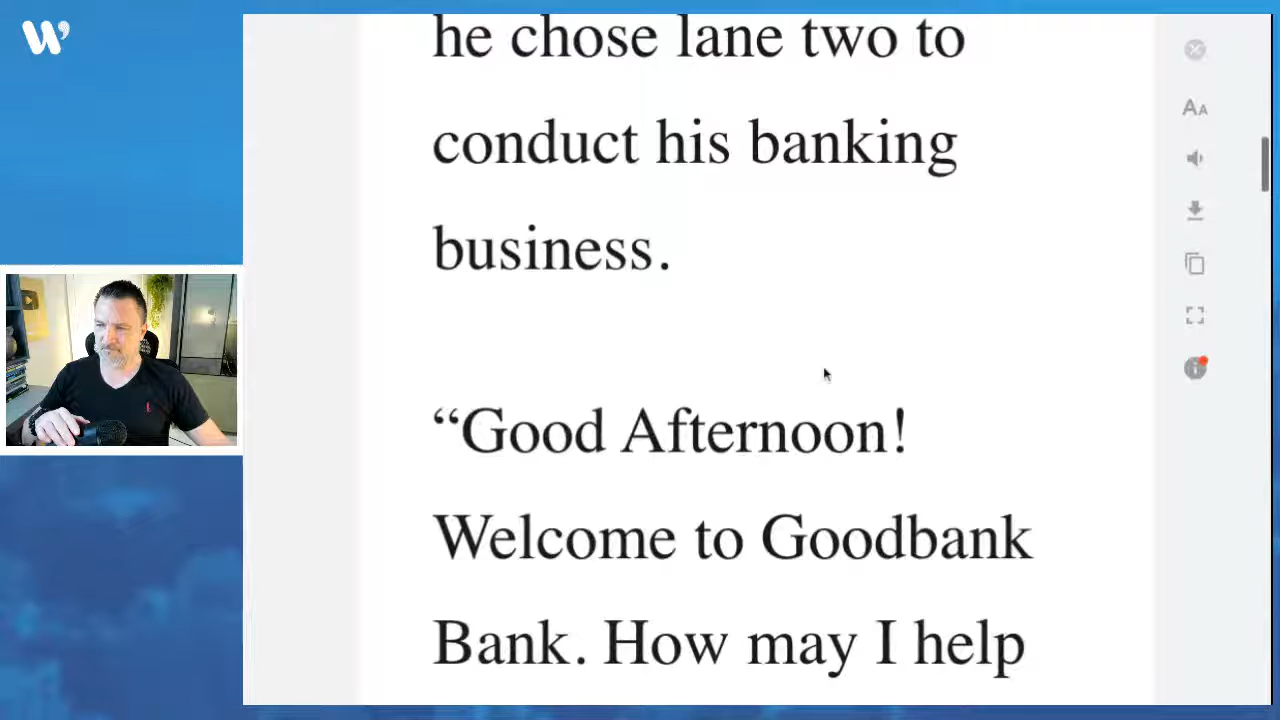 he chose lane two to
conduct his banking
business.
“Good Afternoon!
Welcome to Goodbank
Bank. How may I help